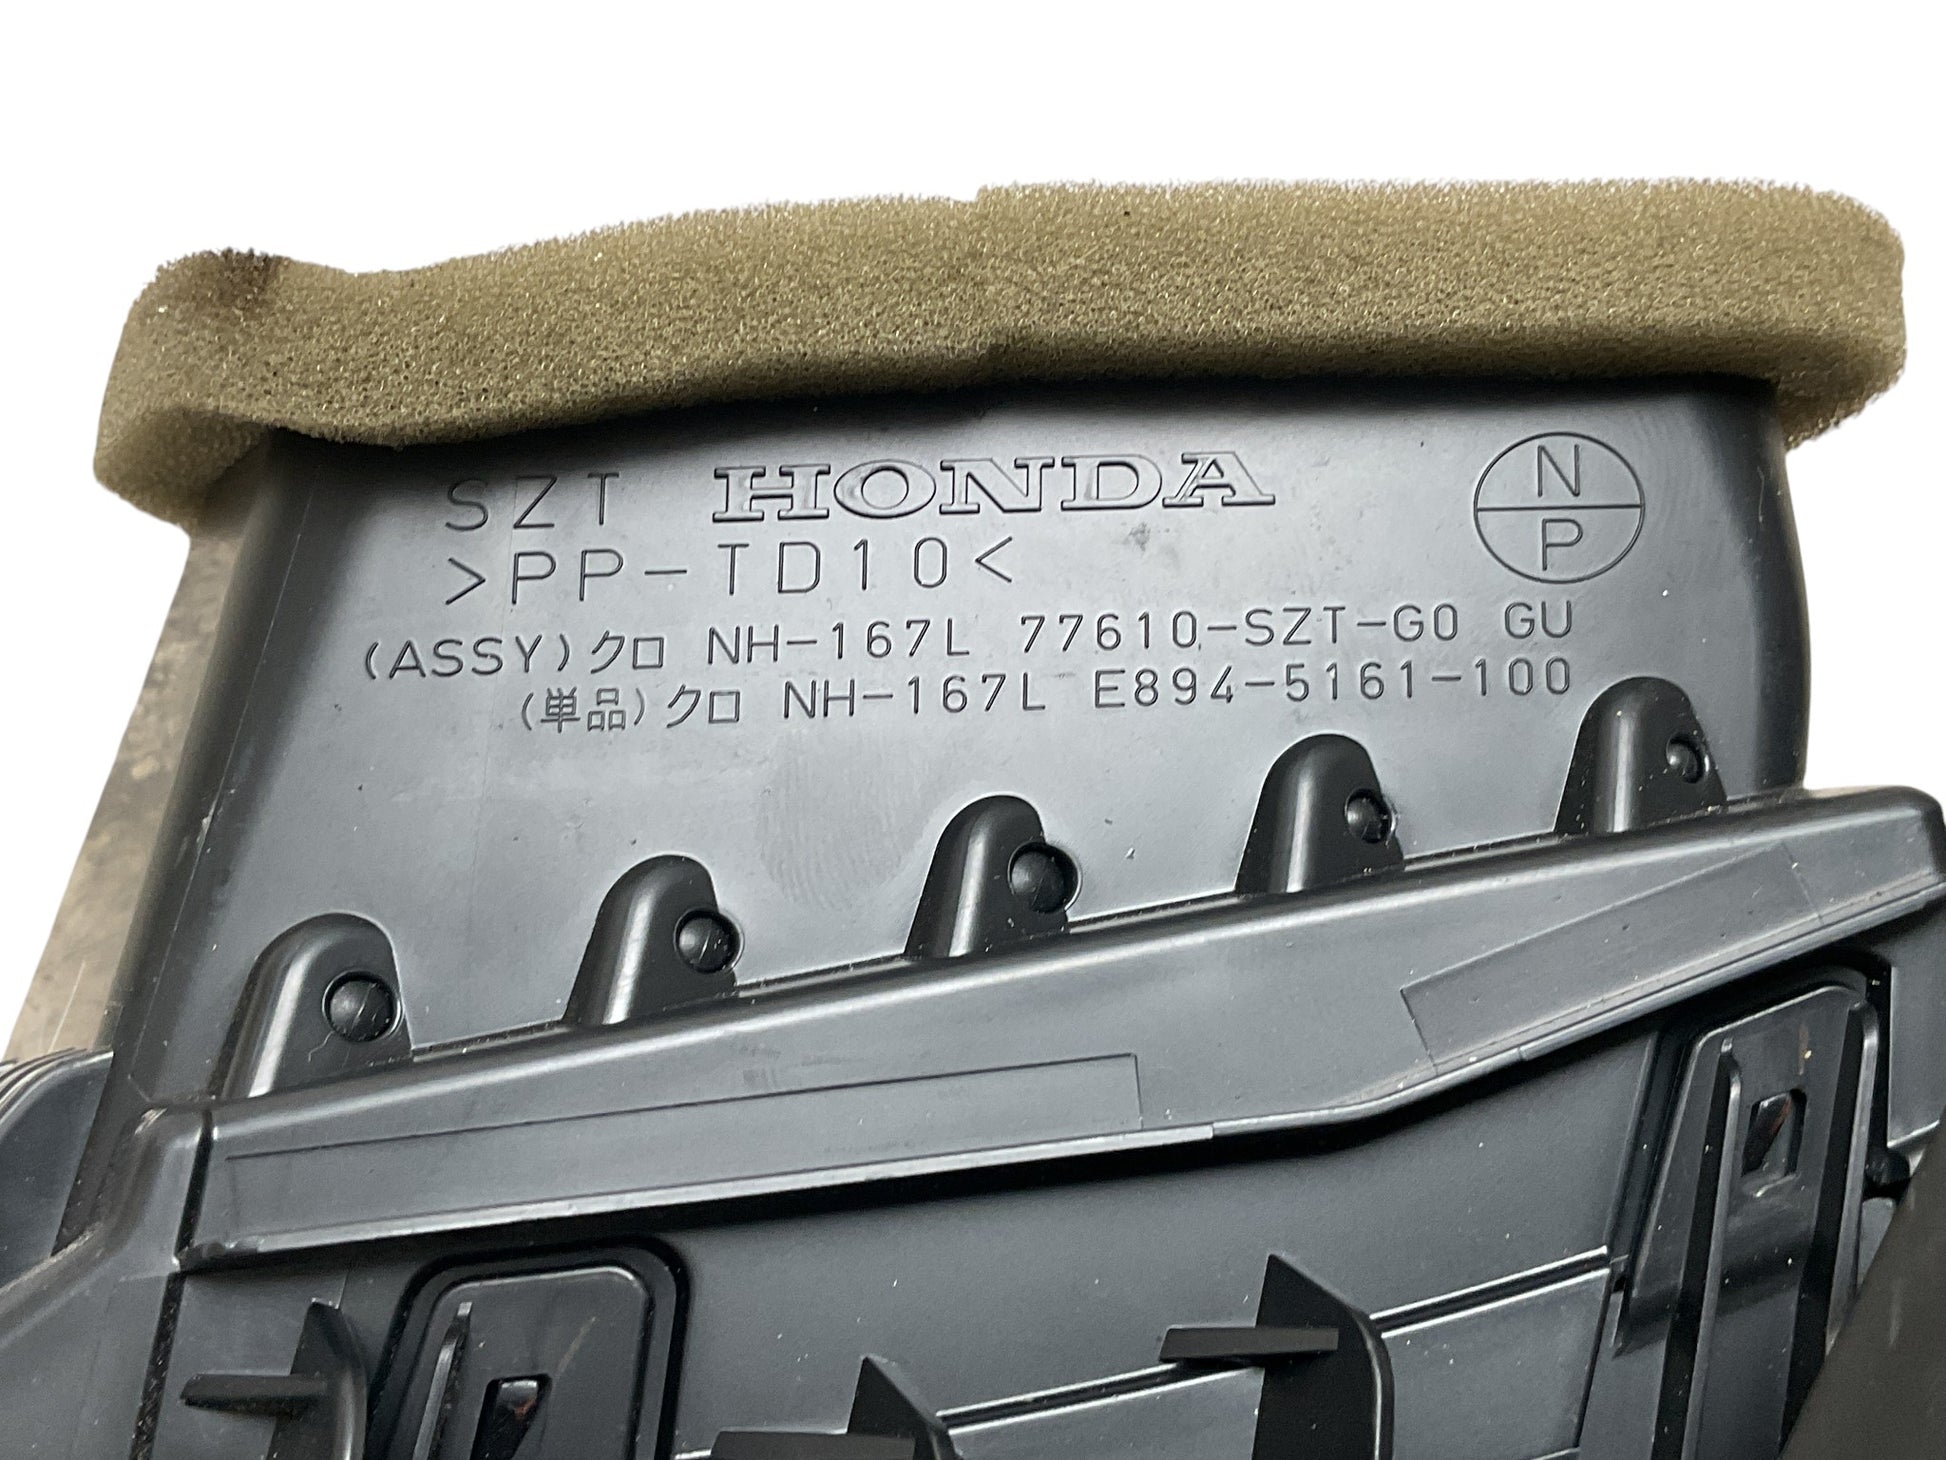 SZT HONDA
N
P
>PP-TD10<
(ASSY)クロ NH-167L 77610-SZT-G0 GU
(単品)クロ NH-167L E894-5161-100